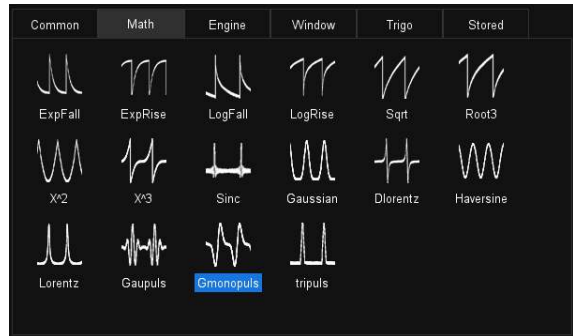 Common Math Engine Window Trigo Stored
ExpFall ExpRise LogFall LogRise Sqrt Root3
X^2 X^3 Sinc Gaussian Dlorentz Haversine
Lorentz Gaupuls Gmonopuls tripuls